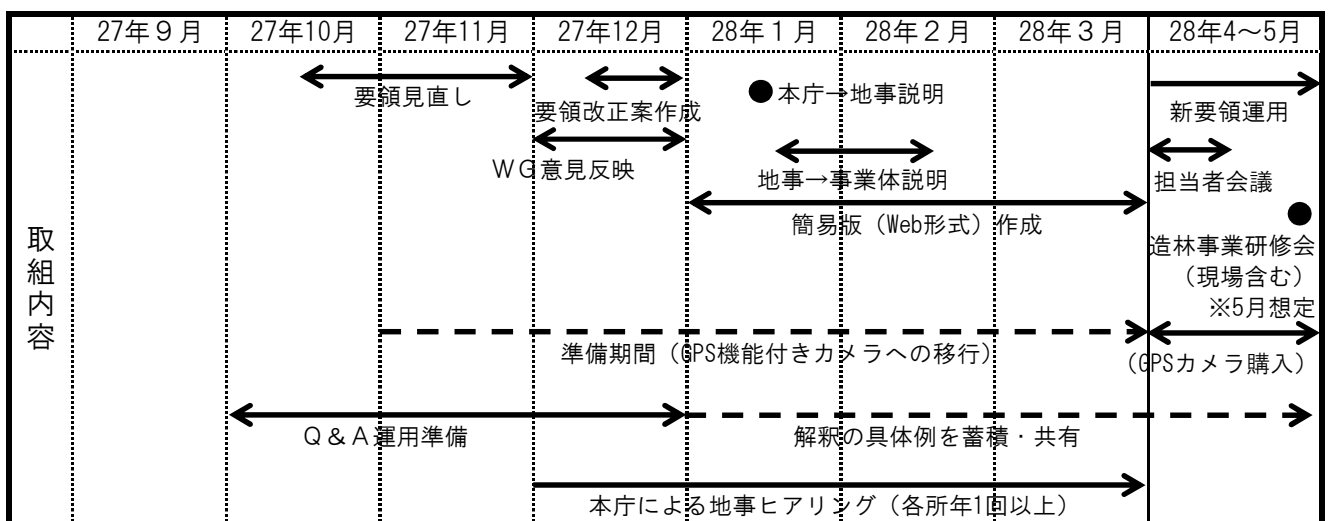 27年９月 27年10月 27年11月 27年12月 28年１月 28年２月 28年３月 28年4～5月
取組内容
要領見直し
要領改正案作成
●本庁→地事説明
新要領運用
ＷＧ意見反映
地事→事業体説明
担当者会議
簡易版（Web形式）作成
●
造林事業研修会
（現場含む）
※5月想定
準備期間（GPS機能付きカメラへの移行）
（GPSカメラ購入）
Ｑ＆Ａ運用準備
解釈の具体例を蓄積・共有
本庁による地事ヒアリング（各所年1回以上）